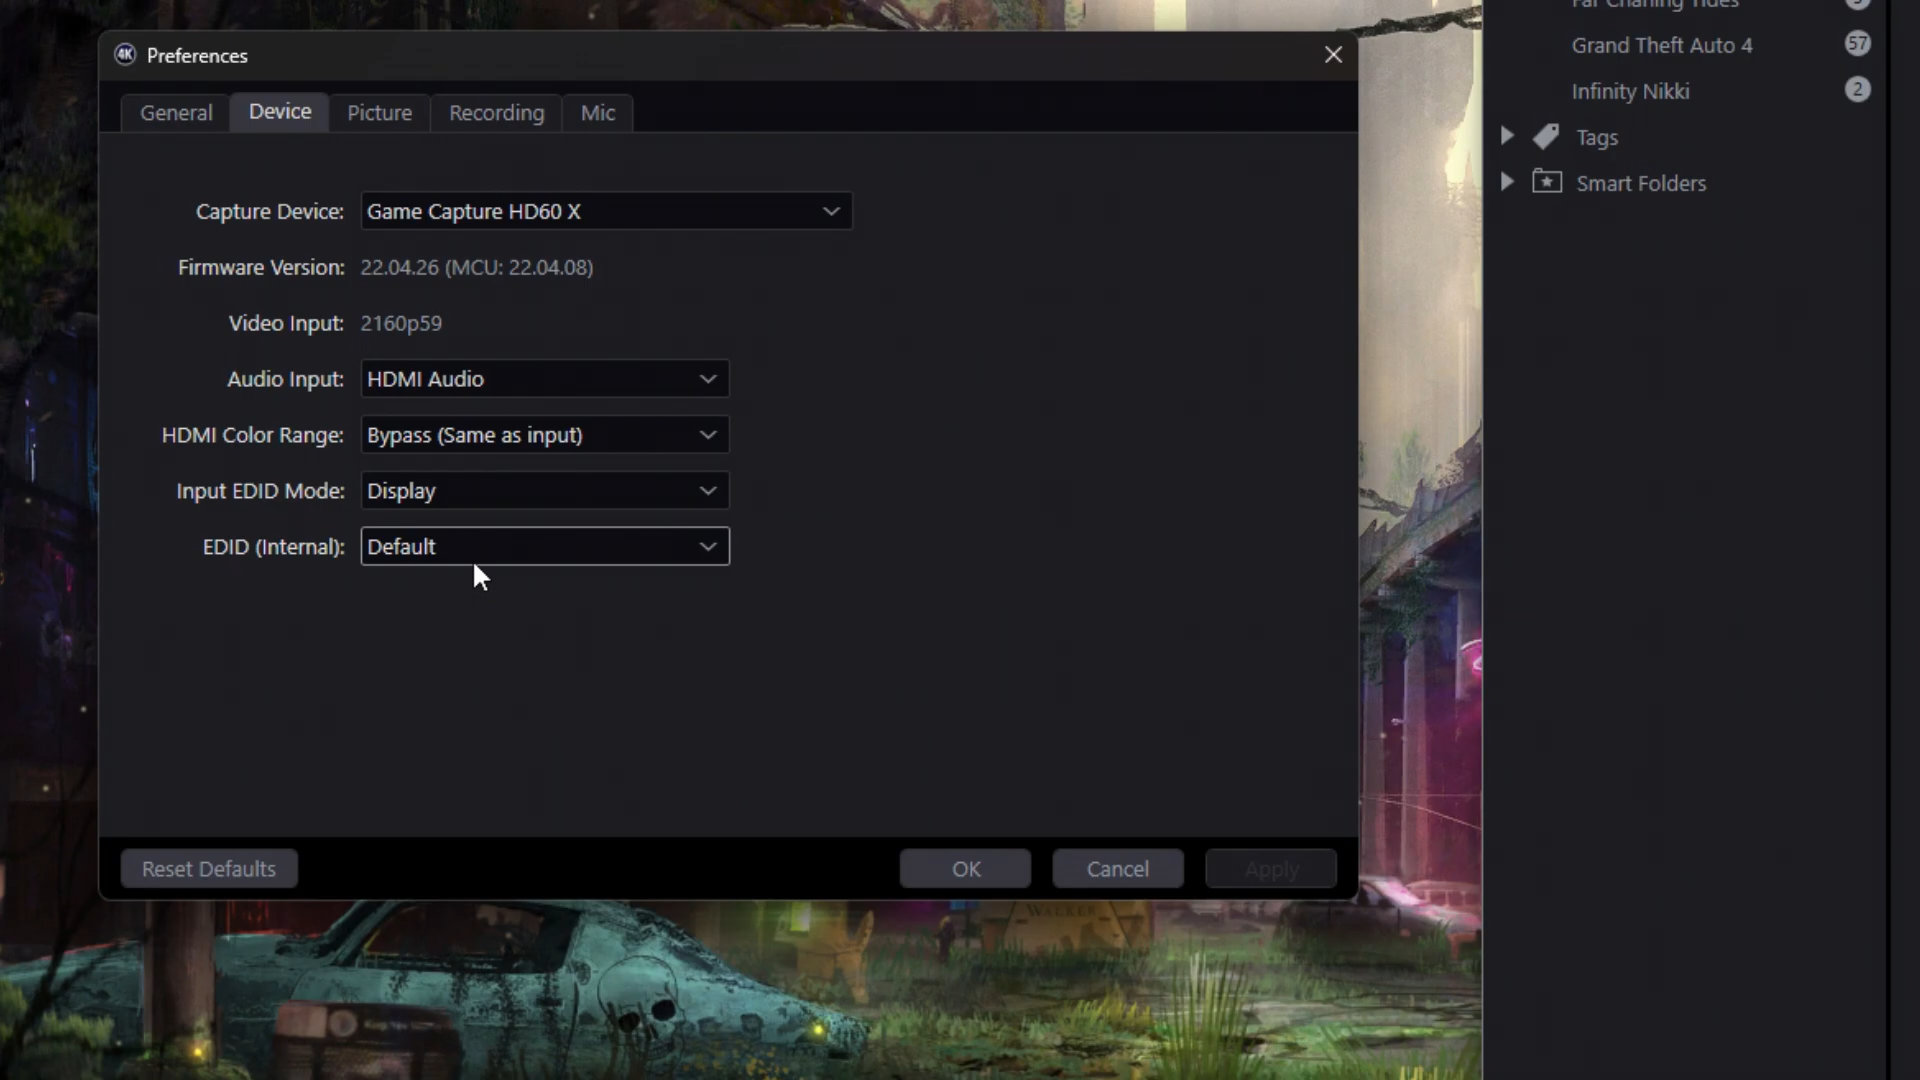 4K Preferences
General Device Picture Recording Mic
Capture Device: Game Capture HD60 X
Firmware Version: 22.04.26 (MCU: 22.04.08)
Video Input: 2160p59
Audio Input: HDMI Audio
HDMI Color Range: Bypass (Same as input)
Input EDID Mode: Display
EDID (Internal): Default
Reset Defaults OK Cancel Apply
Grand Theft Auto 4 57
Infinity Nikki 2
Tags
Smart Folders
WALKER